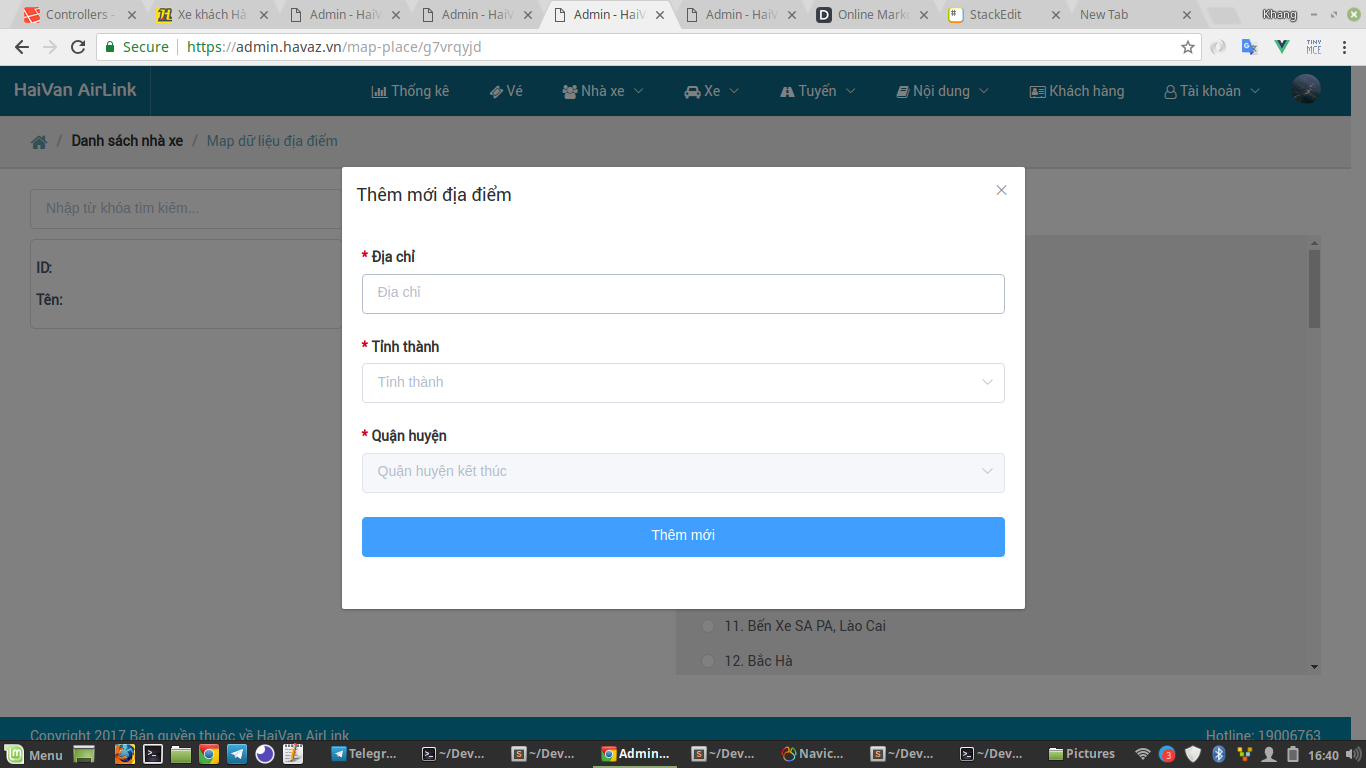 Controllers -
Xe khách Hà
Admin - HaiV
Admin - HaiV
Admin - HaiV
Admin - HaiV
Online Marke
StackEdit
New Tab
Khang
Secure
https://admin.havaz.vn/map-place/g7vrqyjd
TINY
MCE
HaiVan AirLink
Thống kê
Vé
Nhà xe
Xe
Tuyến
Nội dung
Khách hàng
Tài khoản
/ Danh sách nhà xe / Map dữ liệu địa điểm
Nhập từ khóa tìm kiếm...
ID:
Tên:
Thêm mới địa điểm
* Địa chỉ
Địa chỉ
* Tỉnh thành
Tỉnh thành
* Quận huyện
Quận huyện kết thúc
Thêm mới
11. Bến Xe SA PA, Lào Cai
12. Bắc Hà
Copyright 2017 Bản quyền thuộc về HaiVan AirLink
Hotline: 19006763
Menu
Telegr...
~/Dev...
~/Dev...
Admin...
~/Dev...
Navic...
~/Dev...
~/Dev...
Pictures
3
16:40